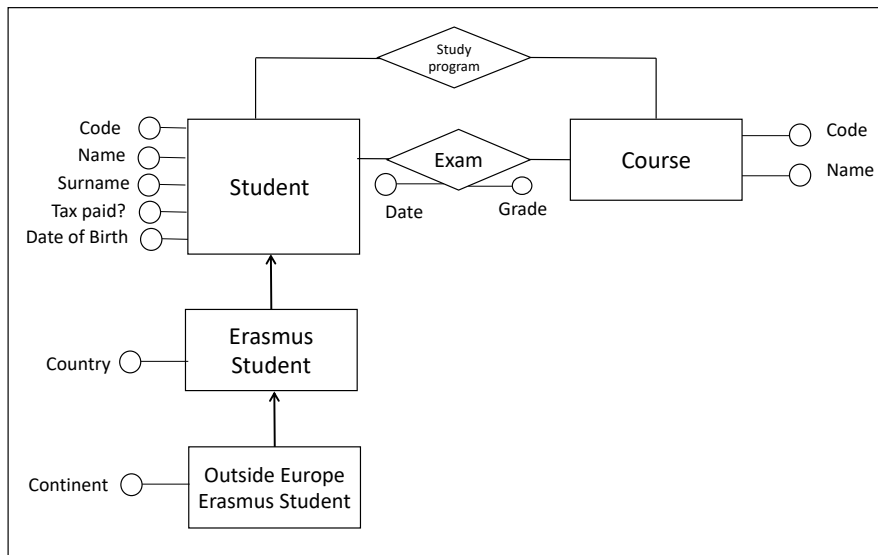 Study
program
Code
Name
Surname
Tax paid?
Date of Birth
Student
Exam
Date
Grade
Course
Code
Name
Country
Erasmus
Student
Continent
Outside Europe
Erasmus Student